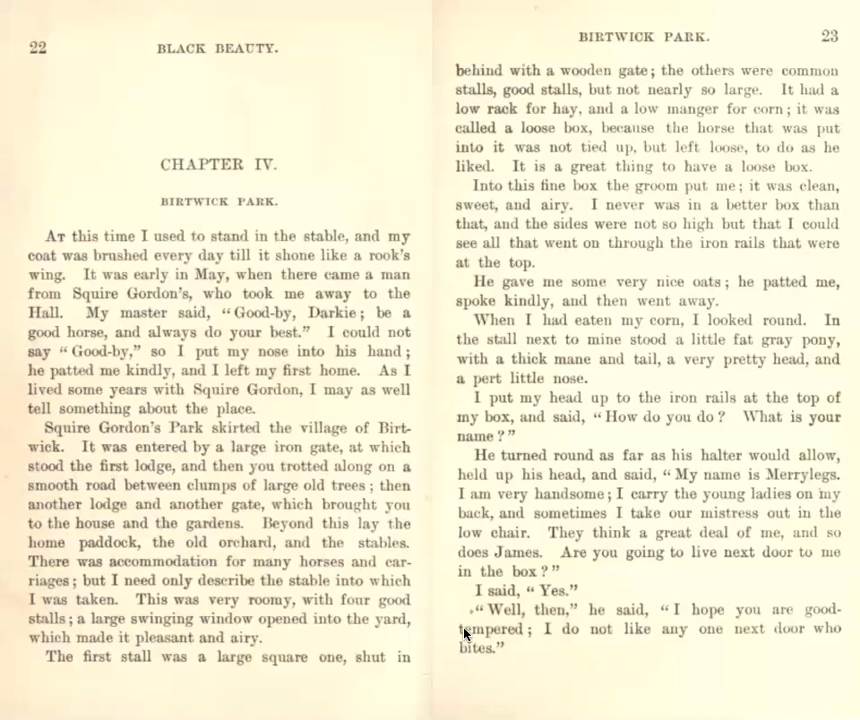 22
BLACK BEAUTY.
CHAPTER IV.
BIRTWICK PARK.
AT this time I used to stand in the stable, and my
coat was brushed every day till it shone like a rook's
wing. It was early in May, when there came a man
from Squire Gordon's, who took me away to the
Hall. My master said, “Good-by, Darkie; be a
good horse, and always do your best.” I could not
say “Good-by,” so I put my nose into his hand;
he patted me kindly, and I left my first home. As I
lived some years with Squire Gordon, I may as well
tell something about the place.
Squire Gordon's Park skirted the village of Birt-
wick. It was entered by a large iron gate, at which
stood the first lodge, and then you trotted along on a
smooth road between clumps of large old trees; then
another lodge and another gate, which brought you
to the house and the gardens. Beyond this lay the
home paddock, the old orchard, and the stables.
There was accommodation for many horses and car-
riages; but I need only describe the stable into which
I was taken. This was very roomy, with four good
stalls; a large swinging window opened into the yard,
which made it pleasant and airy.
The first stall was a large square one, shut in
BIRTWICK PARK.
23
behind with a wooden gate; the others were common
stalls, good stalls, but not nearly so large. It had a
low rack for hay, and a low manger for corn; it was
called a loose box, because the horse that was put
into it was not tied up, but left loose, to do as he
liked. It is a great thing to have a loose box.
Into this fine box the groom put me; it was clean,
sweet, and airy. I never was in a better box than
that, and the sides were not so high but that I could
see all that went on through the iron rails that were
at the top.
He gave me some very nice oats; he patted me,
spoke kindly, and then went away.
When I had eaten my corn, I looked round. In
the stall next to mine stood a little fat gray pony,
with a thick mane and tail, a very pretty head, and
a pert little nose.
I put my head up to the iron rails at the top of
my box, and said, “How do you do? What is your
name?”
He turned round as far as his halter would allow,
held up his head, and said, “My name is Merrylegs.
I am very handsome; I carry the young ladies on my
back, and sometimes I take our mistress out in the
low chair. They think a great deal of me, and so
does James. Are you going to live next door to me
in the box?”
I said, “Yes.”
“Well, then,” he said, “I hope you are good-
tempered; I do not like any one next door who
bites.”